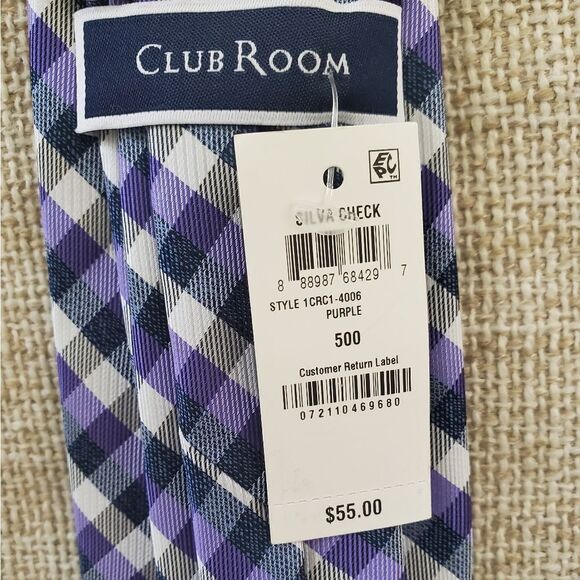 CLUB ROOM
EPC™
SILVA CHECK
8 88987 68429 7
STYLE 1CRC1-4006
PURPLE
500
Customer Return Label
072110469680
$55.00